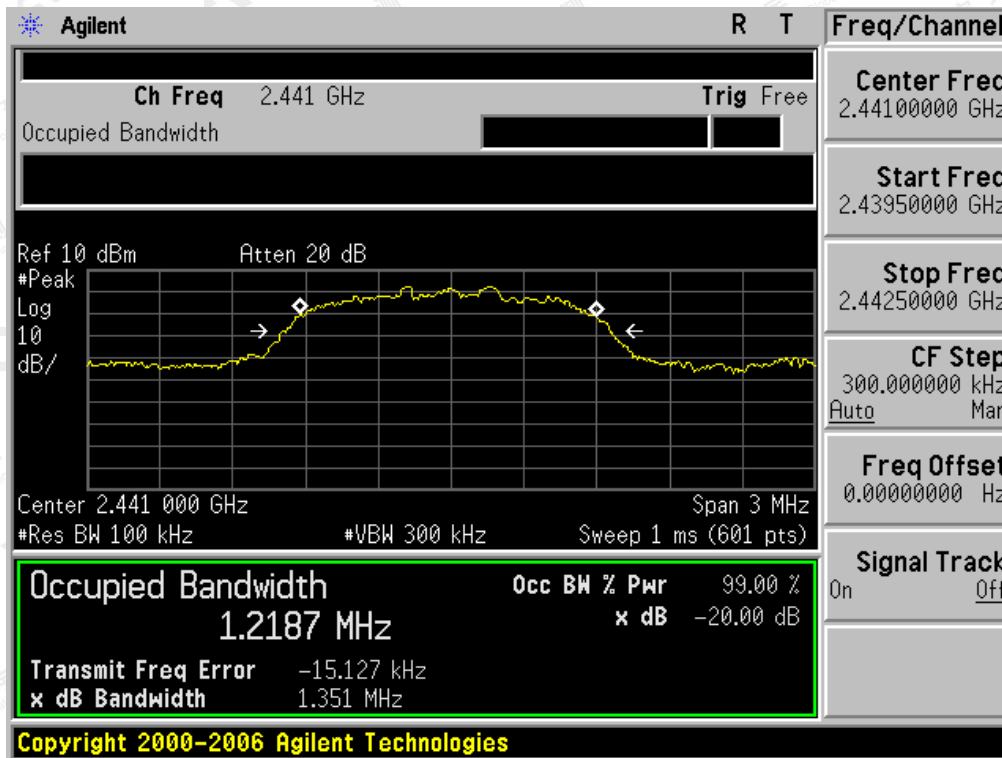 Agilent R T Freq/Channel
Ch Freq 2.441 GHz Trig Free
Occupied Bandwidth
Center Freq
2.44100000 GHz
Start Freq
2.43950000 GHz
Stop Freq
2.44250000 GHz
CF Step
300.000000 kHz
Auto Man
Freq Offset
0.00000000 Hz
Signal Track
On Off
Ref 10 dBm Atten 20 dB
#Peak
Log
10
dB/
Center 2.441 000 GHz Span 3 MHz
#Res BW 100 kHz #VBW 300 kHz Sweep 1 ms (601 pts)
Occupied Bandwidth
1.2187 MHz
Occ BW % Pwr 99.00 %
x dB -20.00 dB
Transmit Freq Error -15.127 kHz
x dB Bandwidth 1.351 MHz
Copyright 2000-2006 Agilent Technologies